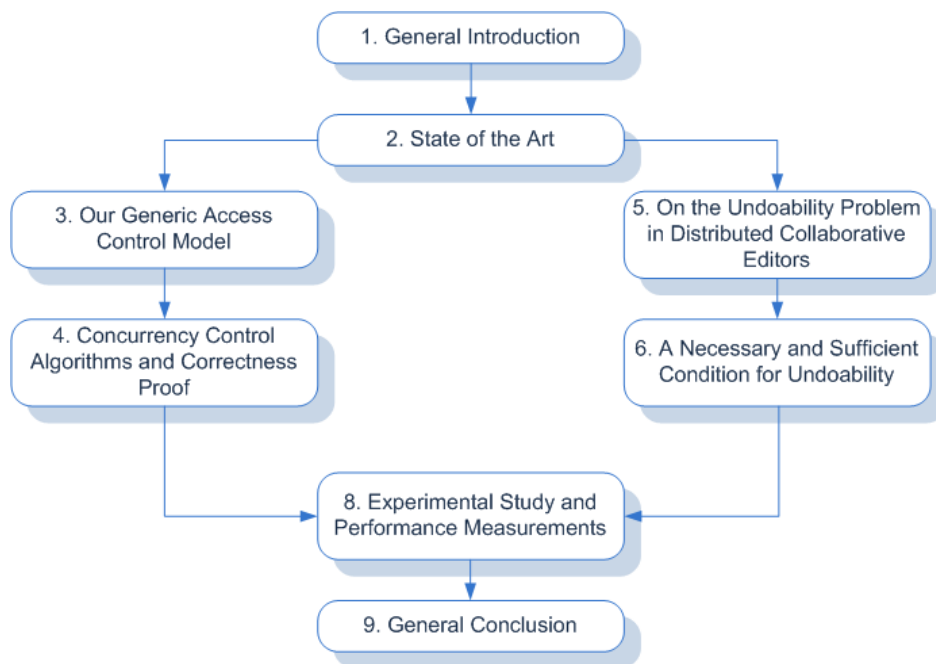 1. General Introduction
2. State of the Art
3. Our Generic Access
Control Model
5. On the Undoability Problem
in Distributed Collaborative
Editors
4. Concurrency Control
Algorithms and Correctness
Proof
6. A Necessary and Sufficient
Condition for Undoability
8. Experimental Study and
Performance Measurements
9. General Conclusion